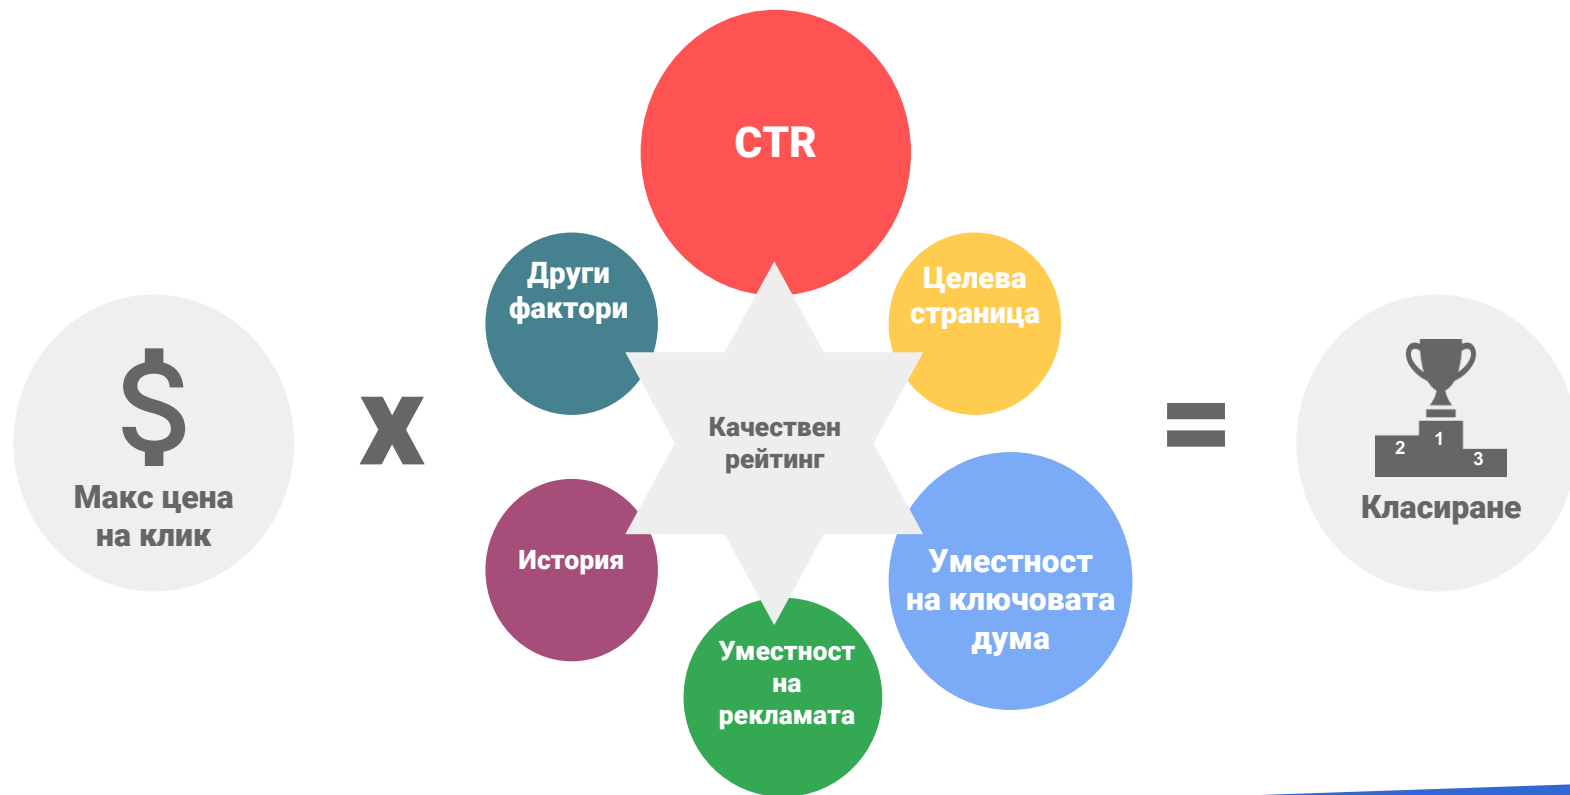 CTR
Други
фактори
Целева
страница
$
Макс цена
на клик
x
Качествен
рейтинг
=
2 1 3
Класиране
История
Уместност
на ключовата
дума
Уместност
на
рекламата